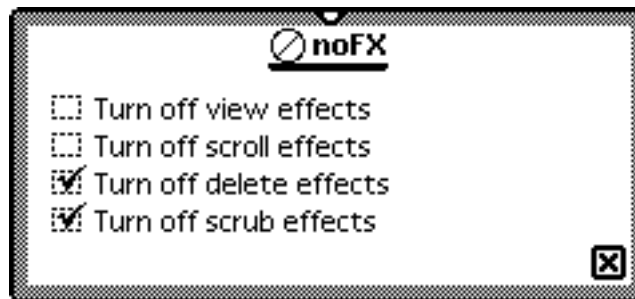 noFX
Turn off view effects
Turn off scroll effects
Turn off delete effects
Turn off scrub effects